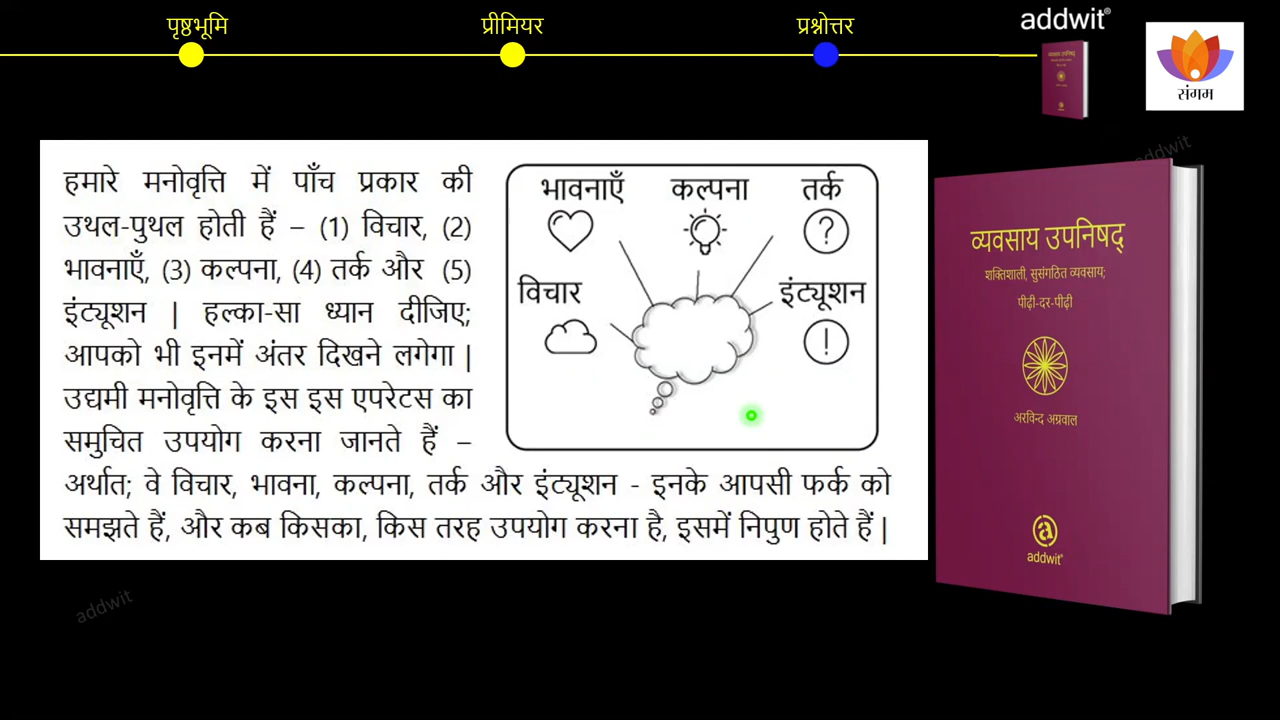 पृष्ठभूमि
प्रीमियर
प्रश्नोत्तर
addwit®
संगम
हमारे मनोवृत्ति में पाँच प्रकार की
उथल-पुथल होती हैं – (1) विचार, (2)
भावनाएँ, (3) कल्पना, (4) तर्क और (5)
इंट्यूशन | हल्का-सा ध्यान दीजिए;
आपको भी इनमें अंतर दिखने लगेगा |
उद्यमी मनोवृत्ति के इस इस एपरेटस का
समुचित उपयोग करना जानते हैं –
अर्थात; वे विचार, भावना, कल्पना, तर्क और इंट्यूशन - इनके आपसी फर्क को
समझते हैं, और कब किसका, किस तरह उपयोग करना है, इसमें निपुण होते हैं |
भावनाएँ
कल्पना
तर्क
विचार
इंट्यूशन
addwit
व्यवसाय उपनिषद्
शक्तिशाली, सुसंगठित व्यवसाय;
पीढ़ी-दर-पीढ़ी
अरविन्द अग्रवाल
addwit®
addwit